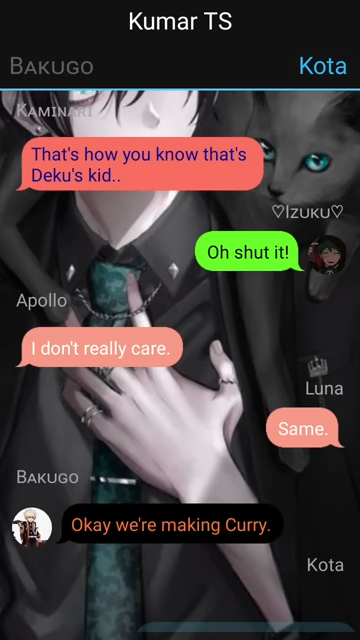 Kumar TS
Bakugo
Kota
Kaminari
That's how you know that's
Deku's kid..
♡Izuku♡
Oh shut it!
Apollo
I don't really care.
Luna
Same.
Bakugo
Okay we're making Curry.
Kota